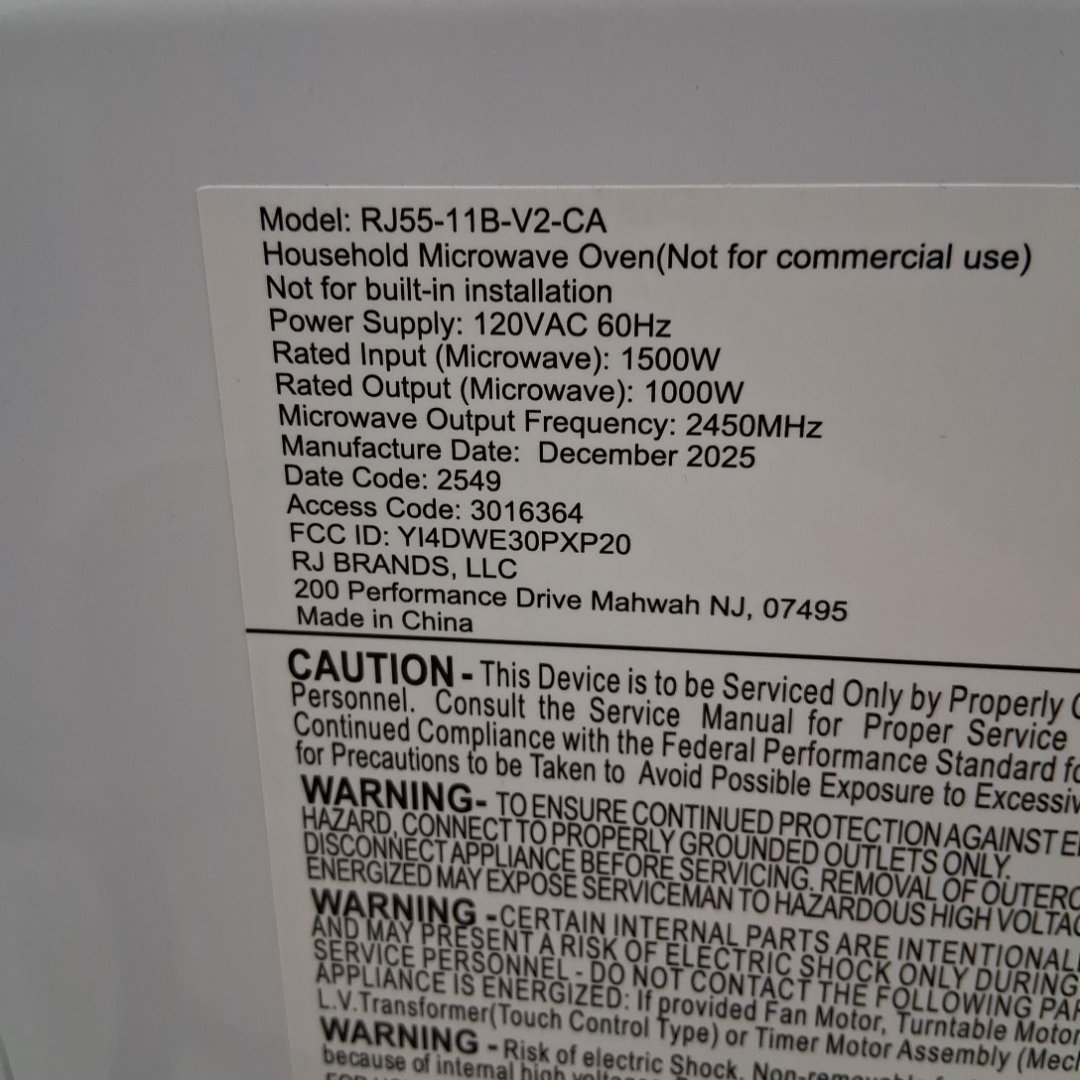 Model: RJ55-11B-V2-CA
Household Microwave Oven(Not for commercial use)
Not for built-in installation
Power Supply: 120VAC 60Hz
Rated Input (Microwave): 1500W
Rated Output (Microwave): 1000W
Microwave Output Frequency: 2450MHz
Manufacture Date: December 2025
Date Code: 2549
Access Code: 3016364
FCC ID: YI4DWE30PXP20
RJ BRANDS, LLC
200 Performance Drive Mahwah NJ, 07495
Made in China
CAUTION - This Device is to be Serviced Only by Properly
Personnel. Consult the Service Manual for Proper Service
Continued Compliance with the Federal Performance Standard
for Precautions to be Taken to Avoid Possible Exposure to
WARNING- TO ENSURE CONTINUED PROTECTION AGAINST
HAZARD, CONNECT TO PROPERLY GROUNDED OUTLETS ONLY.
DISCONNECT APPLIANCE BEFORE SERVICING. REMOVAL OF
ENERGIZED MAY EXPOSE SERVICEMAN TO HAZARDOUS HIGH
WARNING -CERTAIN INTERNAL PARTS ARE
AND MAY PRESENT A RISK OF ELECTRIC SHOCK ONLY DURING
SERVICE PERSONNEL - DO NOT CONTACT THE FOLLOWING
APPLIANCE IS ENERGIZED: If provided Fan Motor, Turntable Motor
L.V.Transformer(Touch Control Type) or Timer Motor Assembly
WARNING - Risk of electric Shock.
because of internal high